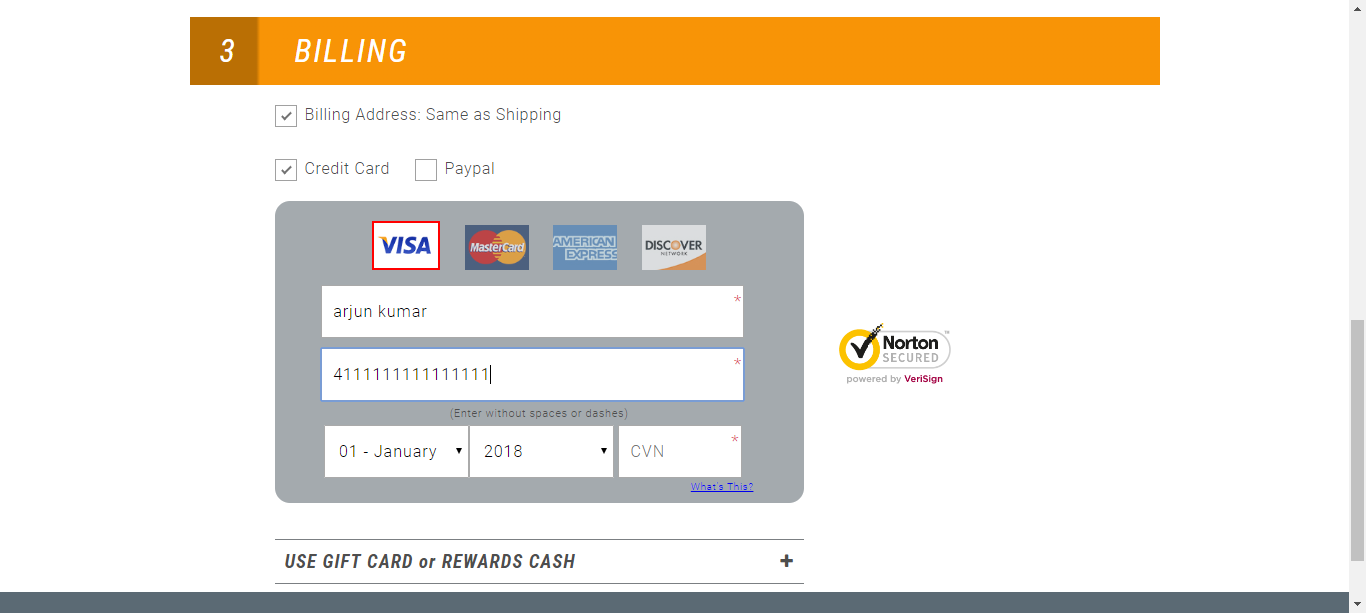 3 BILLING
Billing Address: Same as Shipping
Credit Card Paypal
VISA MasterCard AMERICAN EXPRESS DISCOVER NETWORK
arjun kumar *
4111111111111111 *
(Enter without spaces or dashes)
01 - January 2018 CVN *
What's This?
Norton™
SECURED
powered by VeriSign
USE GIFT CARD or REWARDS CASH +